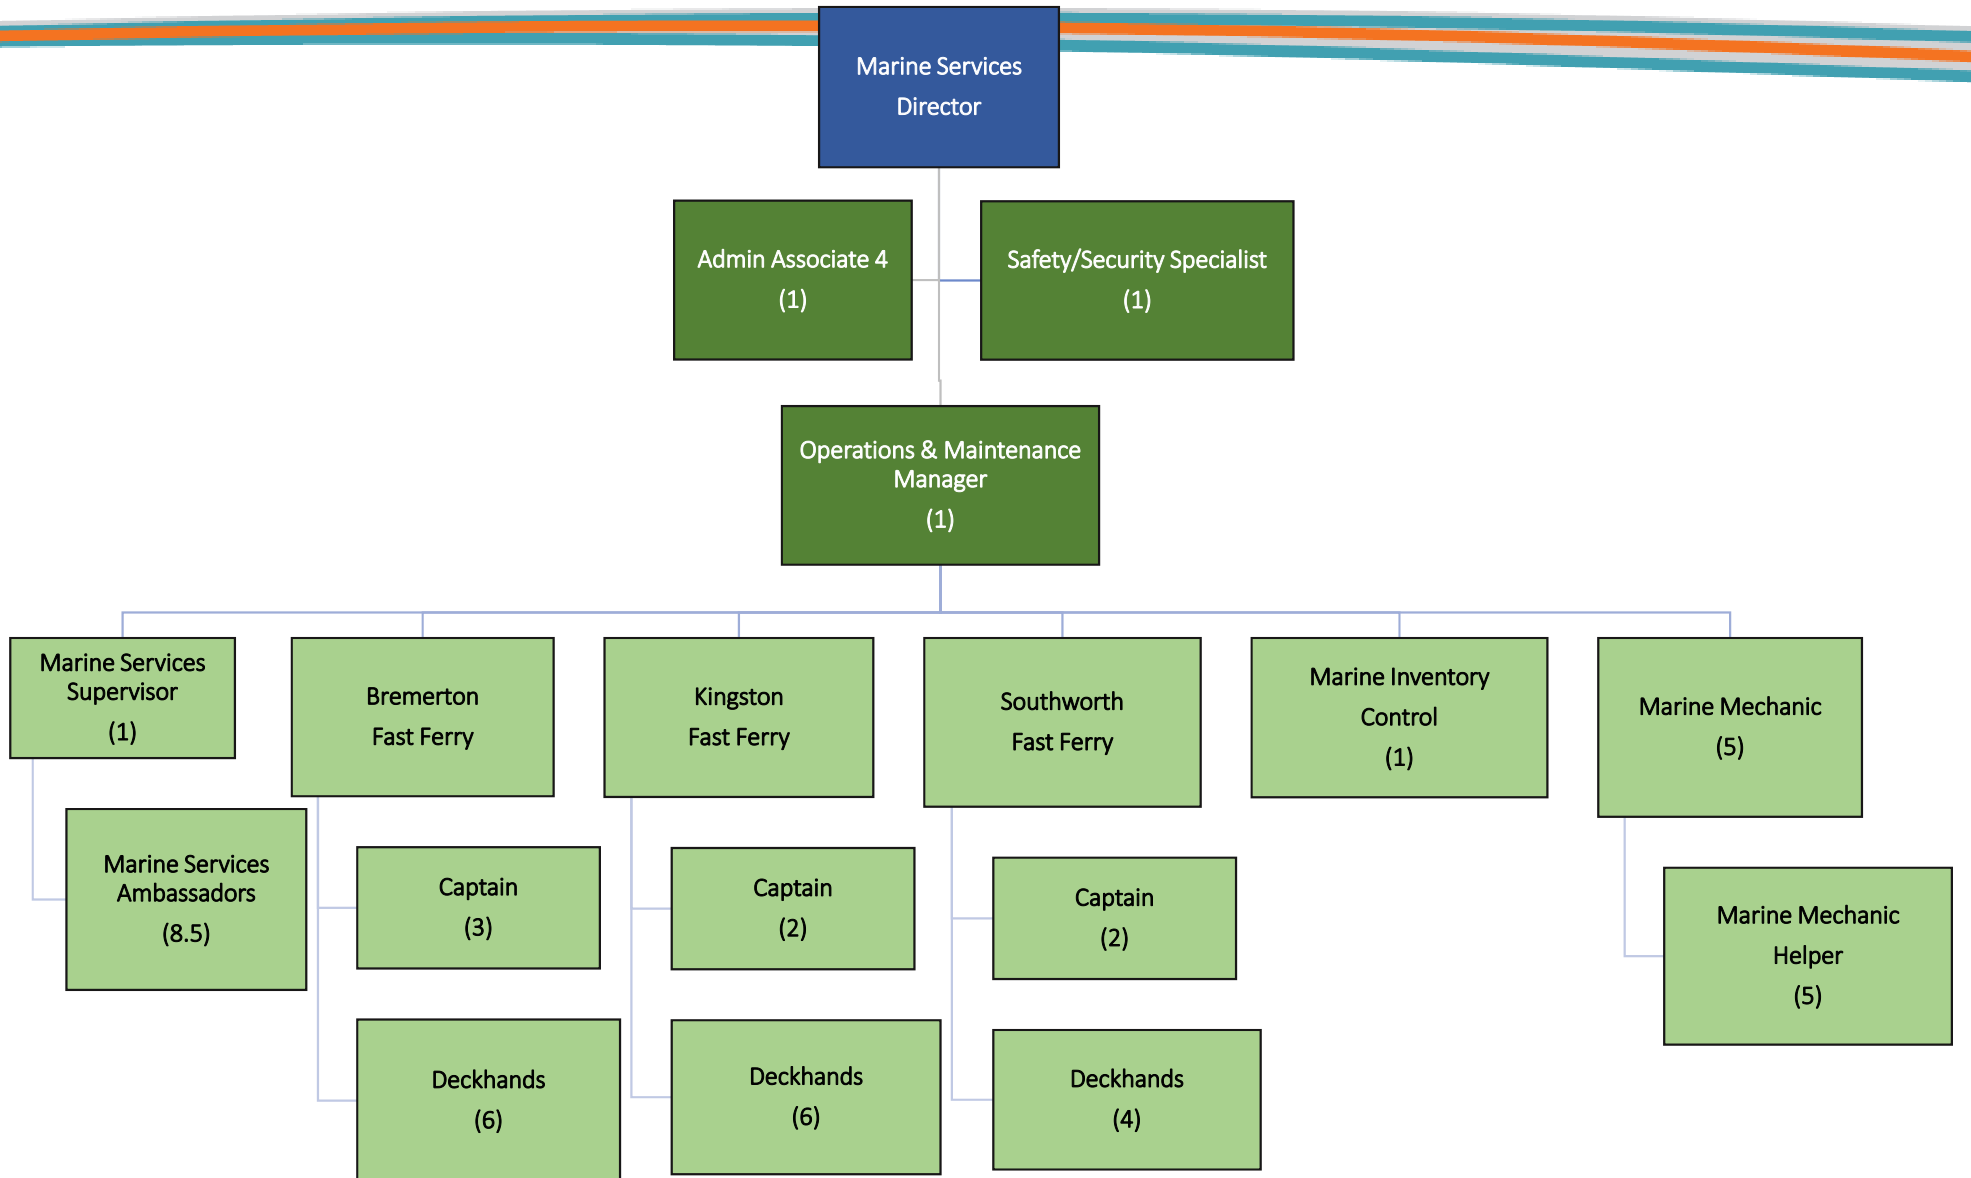 Marine Services
Director
Admin Associate 4
(1)
Safety/Security Specialist
(1)
Operations & Maintenance
Manager
(1)
Marine Services
Supervisor
(1)
Marine Services
Ambassadors
(8.5)
Bremerton
Fast Ferry
Captain
(3)
Deckhands
(6)
Kingston
Fast Ferry
Captain
(2)
Deckhands
(6)
Southworth
Fast Ferry
Captain
(2)
Deckhands
(4)
Marine Inventory
Control
(1)
Marine Mechanic
(5)
Marine Mechanic
Helper
(5)